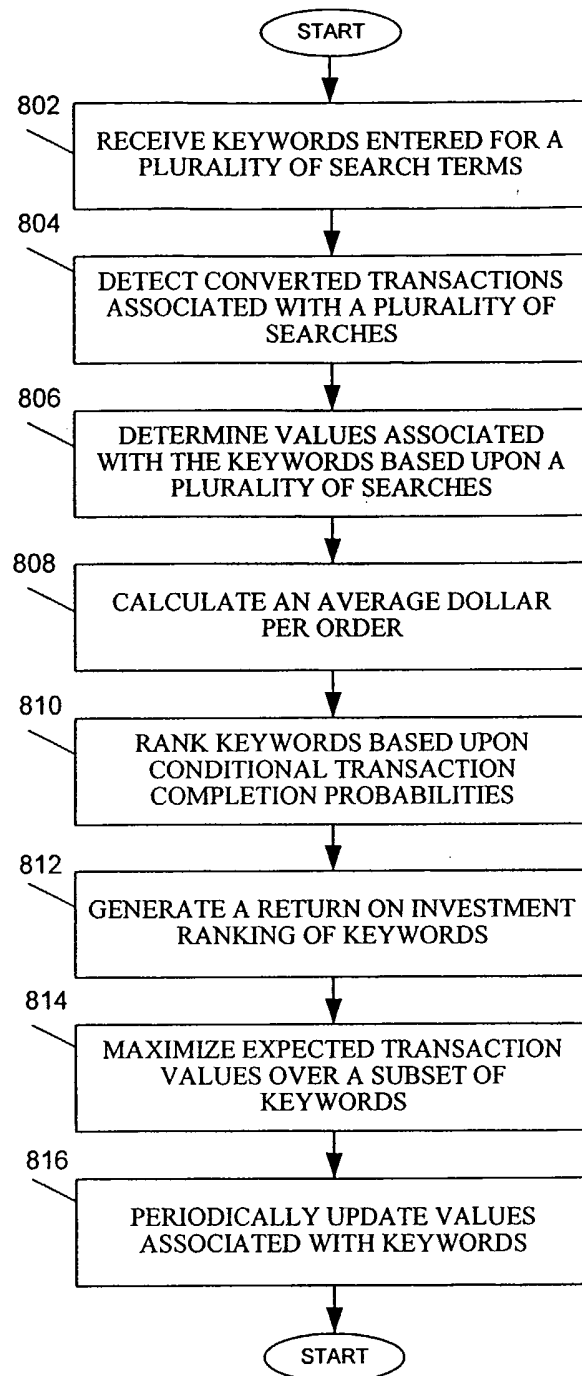 START
802
RECEIVE KEYWORDS ENTERED FOR A
PLURALITY OF SEARCH TERMS
804
DETECT CONVERTED TRANSACTIONS
ASSOCIATED WITH A PLURALITY OF
SEARCHES
806
DETERMINE VALUES ASSOCIATED
WITH THE KEYWORDS BASED UPON A
PLURALITY OF SEARCHES
808
CALCULATE AN AVERAGE DOLLAR
PER ORDER
810
RANK KEYWORDS BASED UPON
CONDITIONAL TRANSACTION
COMPLETION PROBABILITIES
812
GENERATE A RETURN ON INVESTMENT
RANKING OF KEYWORDS
814
MAXIMIZE EXPECTED TRANSACTION
VALUES OVER A SUBSET OF
KEYWORDS
816
PERIODICALLY UPDATE VALUES
ASSOCIATED WITH KEYWORDS
START